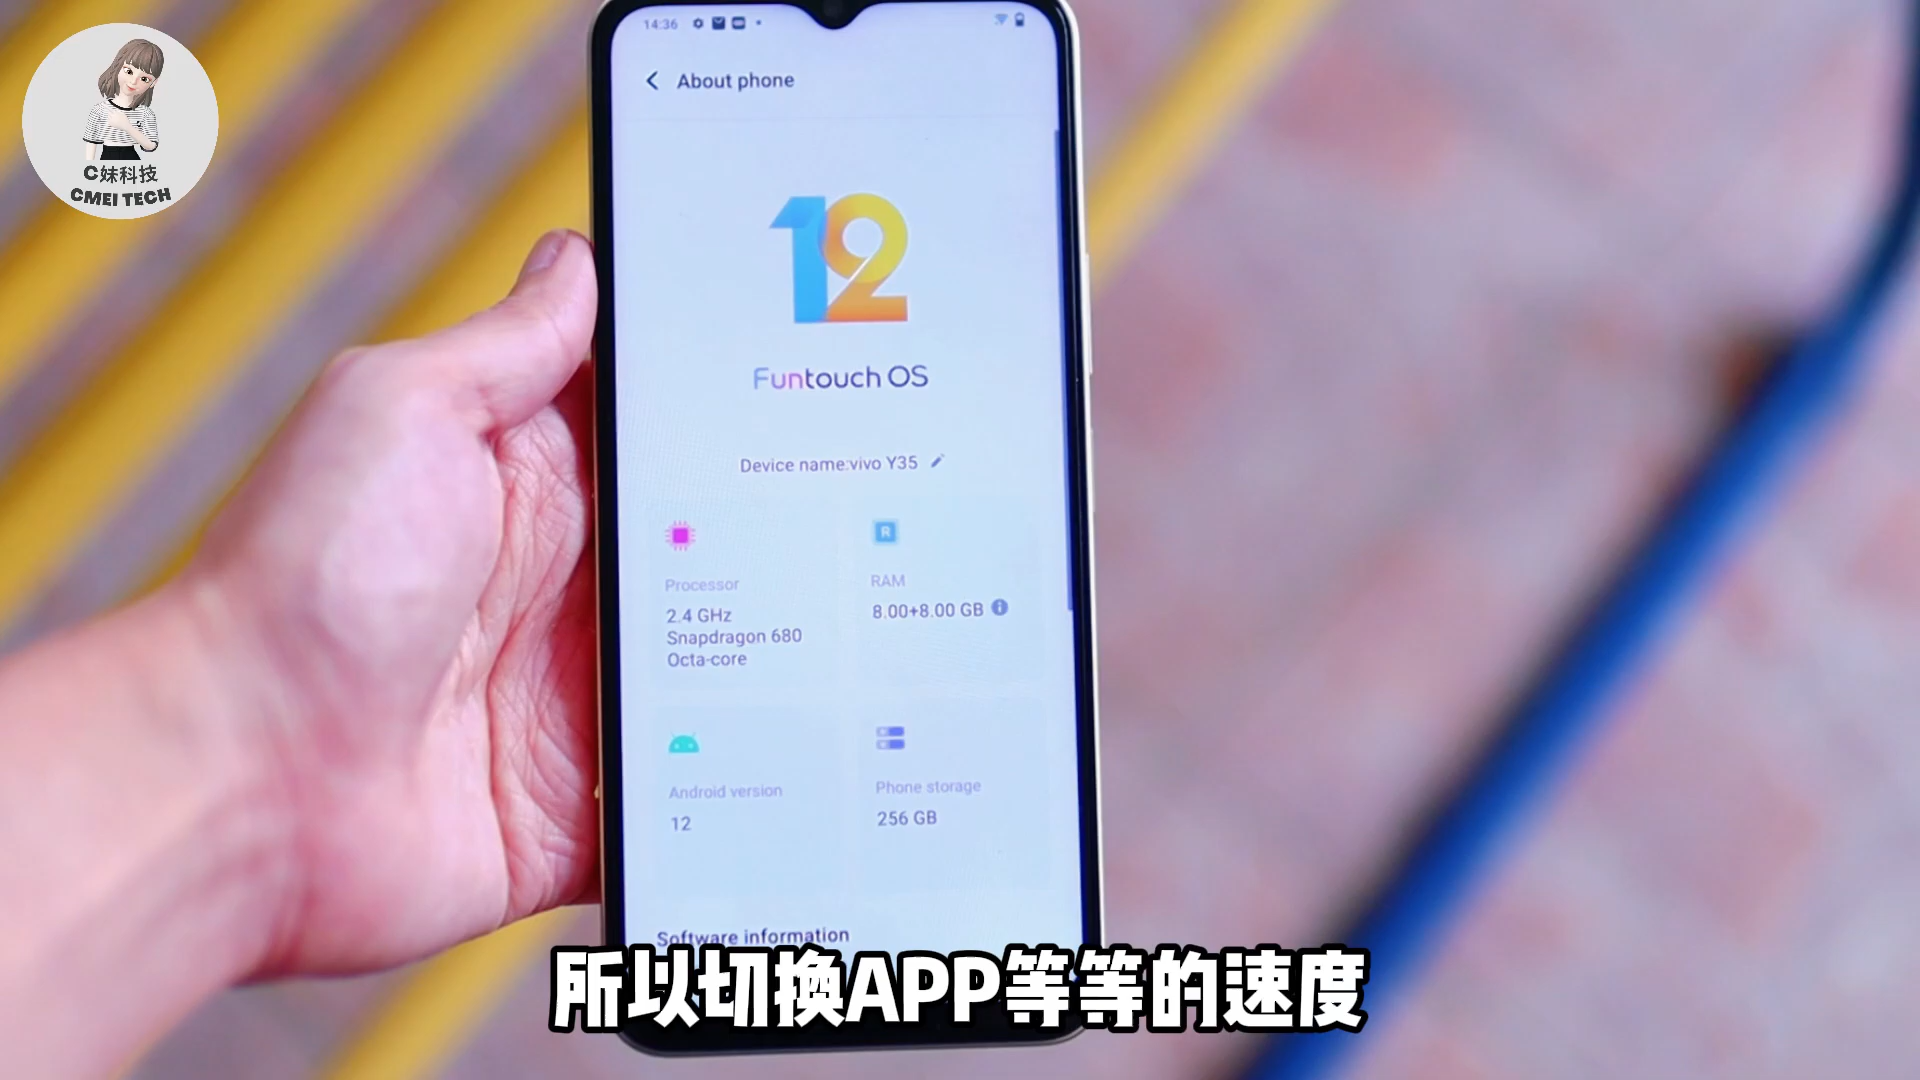 C妹科技
CMEI TECH
14:36
About phone
12
Funtouch OS
Device name:vivo Y35
Processor
2.4 GHz
Snapdragon 680
Octa-core
R
RAM
8.00+8.00 GB
Android version
12
Phone storage
256 GB
Software information
所以切換APP等等的速度